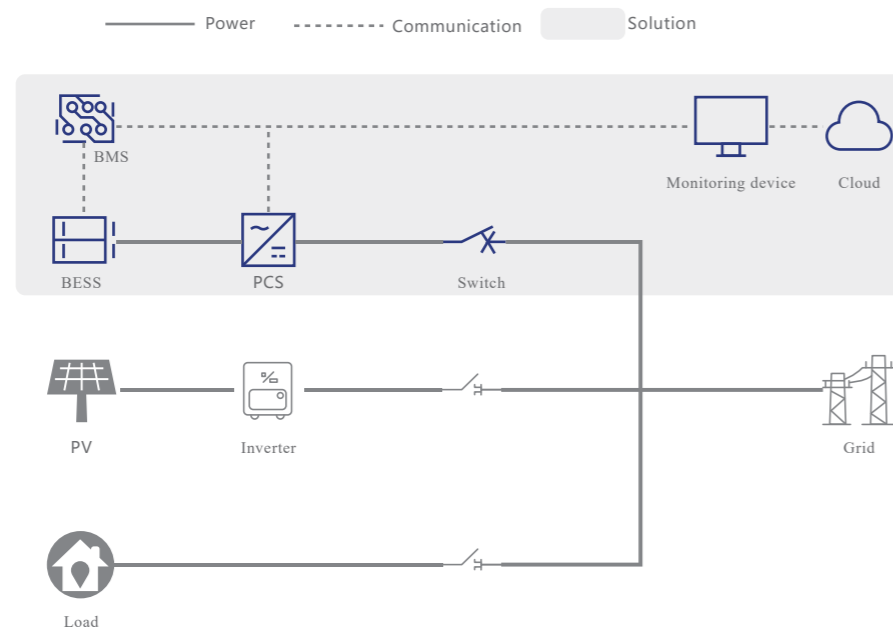 Power
Communication
Solution
BMS
Monitoring device
Cloud
BESS
PCS
Switch
PV
Inverter
Grid
Load